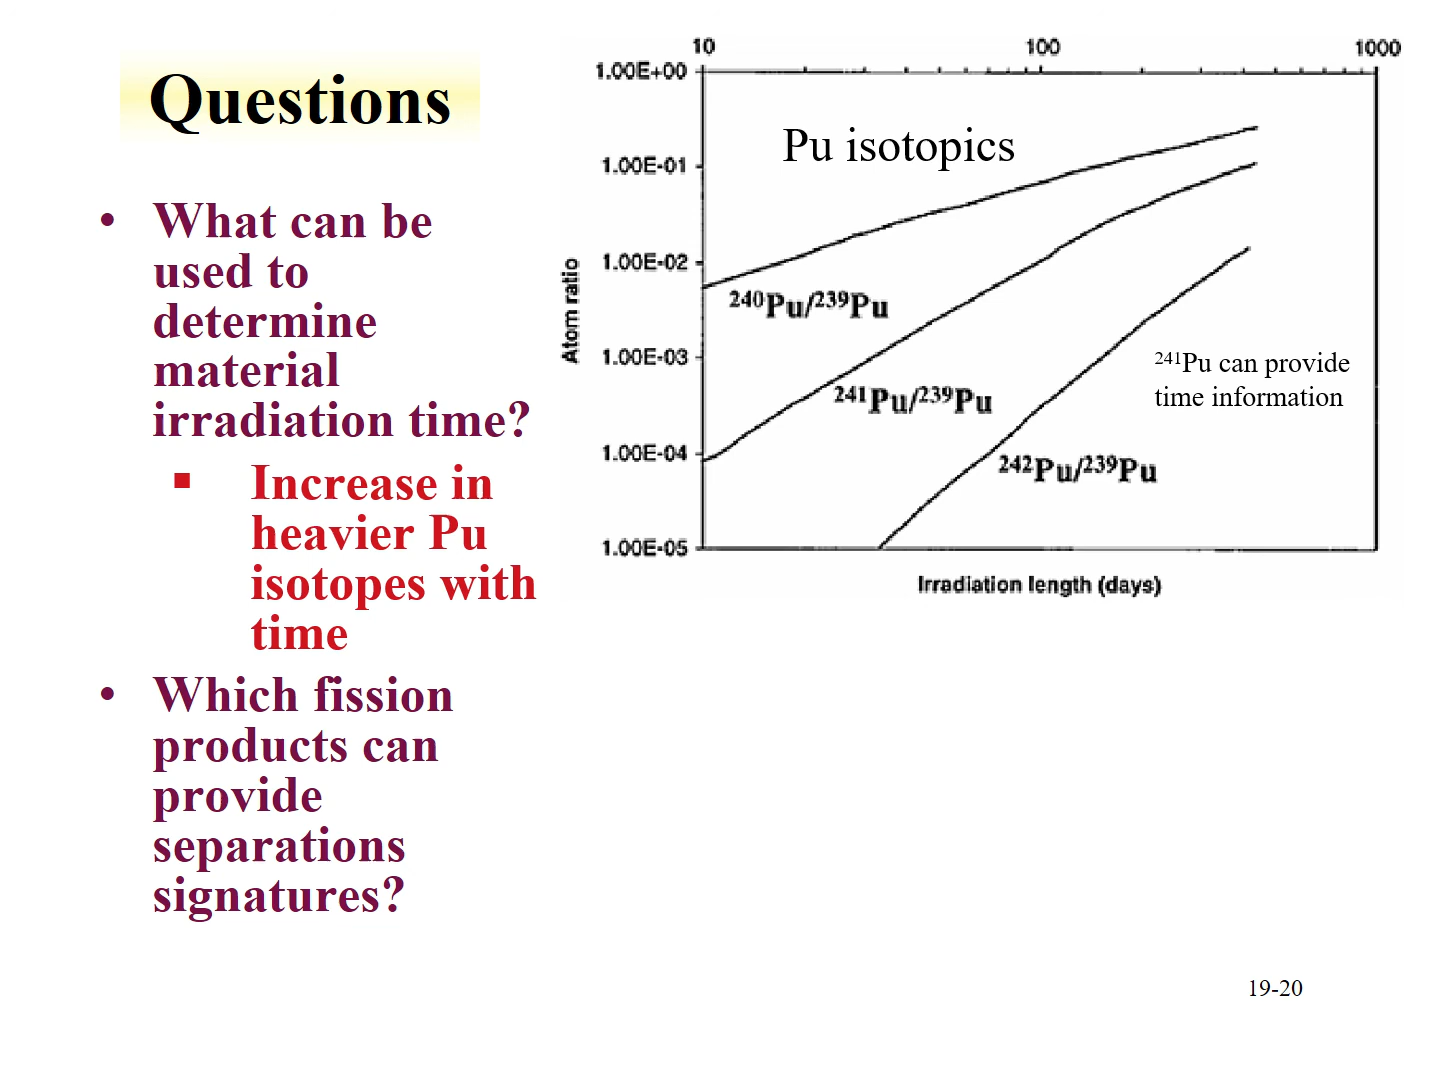 Questions
• What can be
used to
determine
material
irradiation time?
▪ Increase in
heavier Pu
isotopes with
time
• Which fission
products can
provide
separations
signatures?
10 100 1000
1.00E+00
1.00E-01
1.00E-02
1.00E-03
1.00E-04
1.00E-05
Atom ratio
Pu isotopics
²⁴⁰Pu/²³⁹Pu
²⁴¹Pu/²³⁹Pu
²⁴²Pu/²³⁹Pu
²⁴¹Pu can provide
time information
Irradiation length (days)
19-20